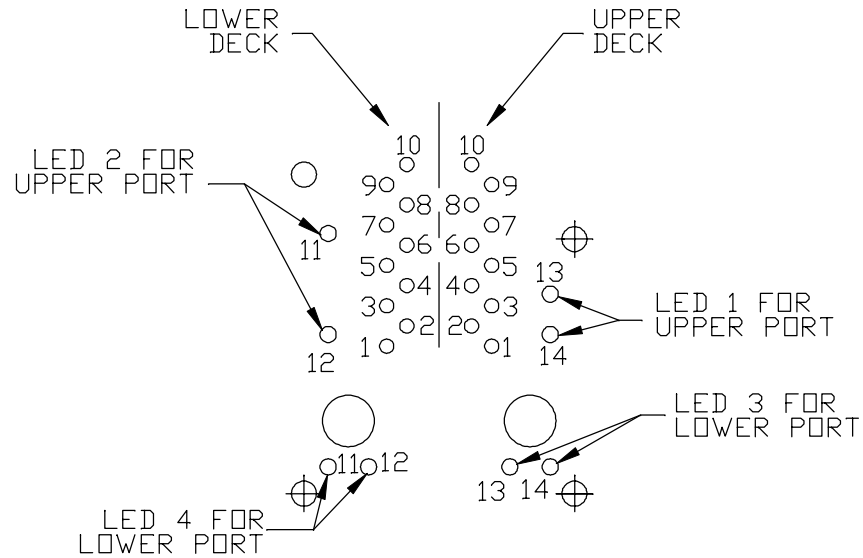 LOWER
DECK
UPPER
DECK
10 10
LED 2 FOR
UPPER PORT
9 9
8 8
7 7
11
6 6
5 5
13
4 4
3 3
LED 1 FOR
UPPER PORT
2 2
12
1 1
14
LED 3 FOR
LOWER PORT
11 12
13 14
LED 4 FOR
LOWER PORT